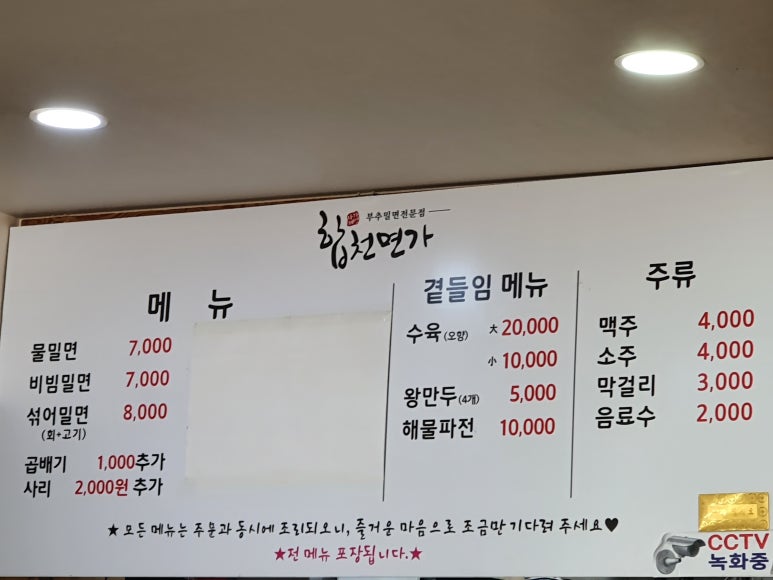 부추밀면전문점
합천면가
메 뉴
물밀면 7,000
비빔밀면 7,000
섞어밀면 8,000
(회+고기)
곱배기 1,000추가
사리 2,000원 추가
곁들임 메뉴
수육(오향) 大 20,000
小 10,000
왕만두(4개) 5,000
해물파전 10,000
주류
맥주 4,000
소주 4,000
막걸리 3,000
음료수 2,000
★모든 메뉴는 주문과 동시에 조리되오니, 즐거운 마음으로 조금만 기다려 주세요♥
★전 메뉴 포장됩니다.★
CCTV
녹화중